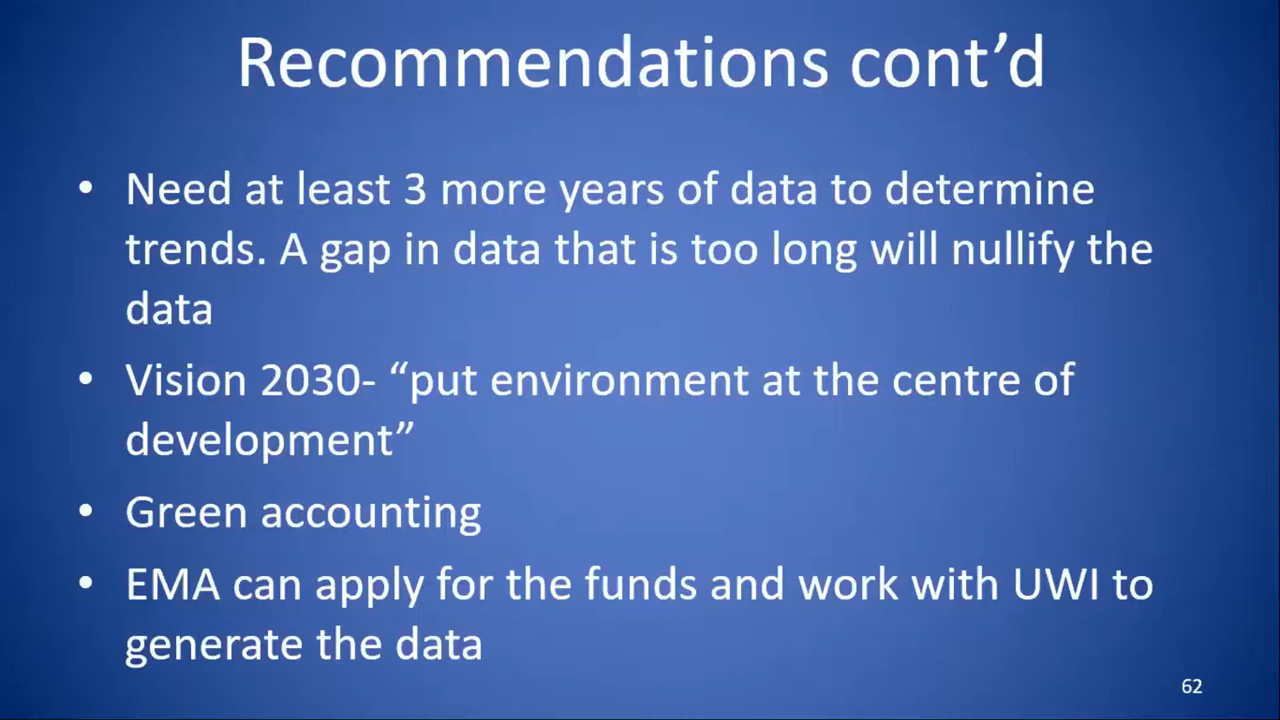 Recommendations cont’d
• Need at least 3 more years of data to determine
trends. A gap in data that is too long will nullify the
data
• Vision 2030- “put environment at the centre of
development”
• Green accounting
• EMA can apply for the funds and work with UWI to
generate the data
62